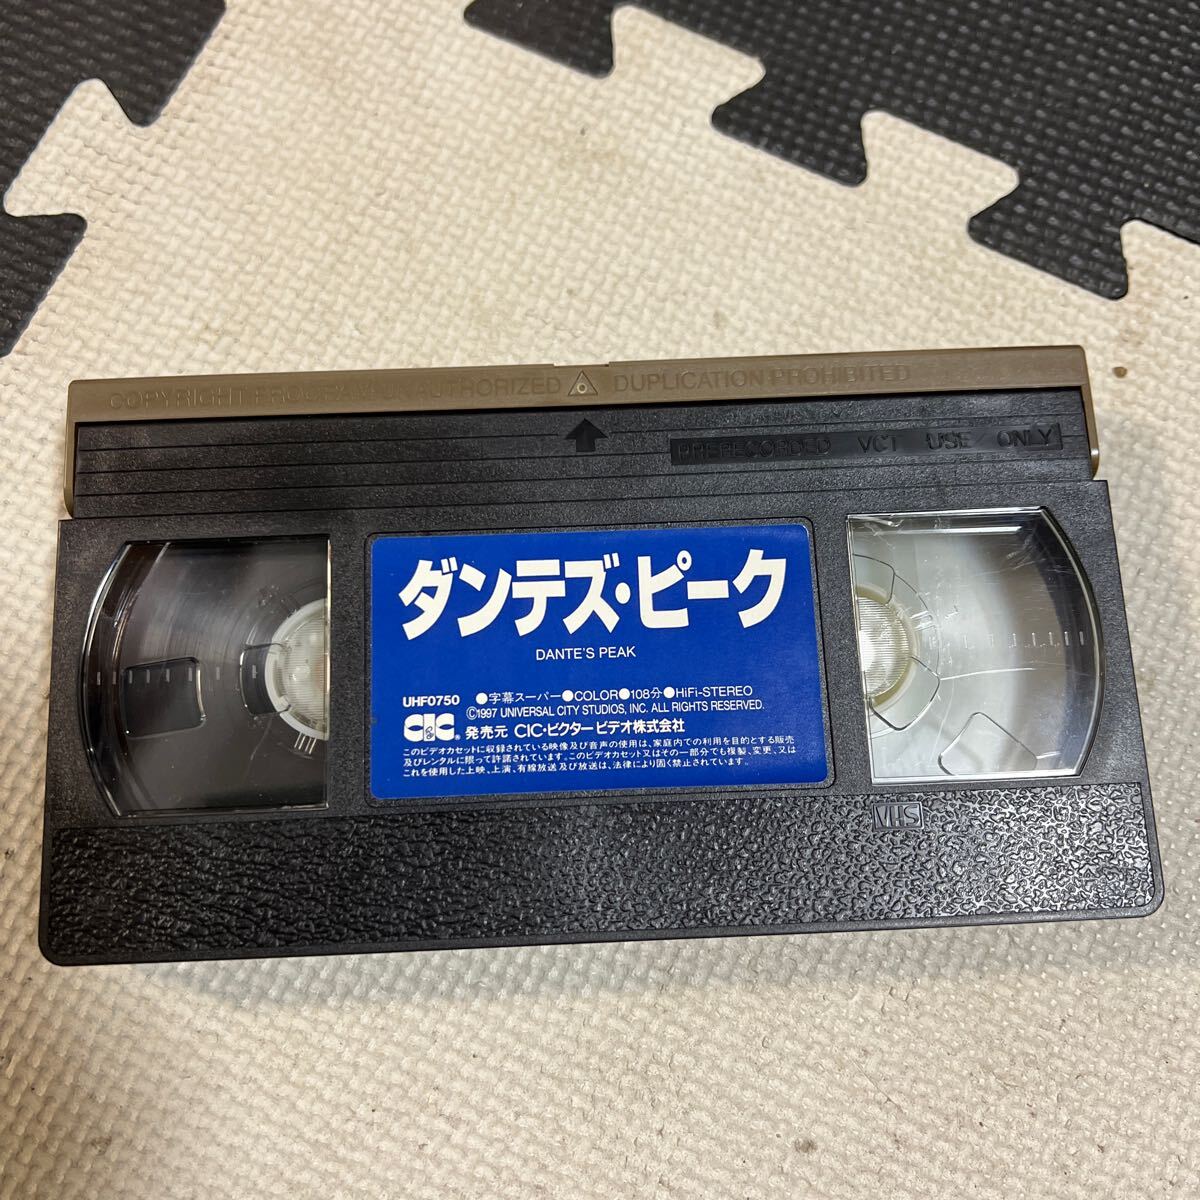 COPYRIGHT PROOF A UNAUTHORIZED DUPLICATION PROHIBITED
PRERECORDED VCT USE ONLY
ダンテズ・ピーク
DANTE'S PEAK
UHF0750 ●字幕スーパー●COLOR●108分●HiFi-STEREO
©1997 UNIVERSAL CITY STUDIOS, INC. ALL RIGHTS RESERVED.
CIC 発売元 CIC・ビクター ビデオ株式会社
このビデオカセットに収録されている映像及び音声の使用は、家庭内での利用を目的とする販売
及びレンタルに限って許諾されています。このビデオカセット又はその一部分でも複製、変更、又は
これを使用した上映、上演、有線放送及び放送は、法律により固く禁止されています。
VHS